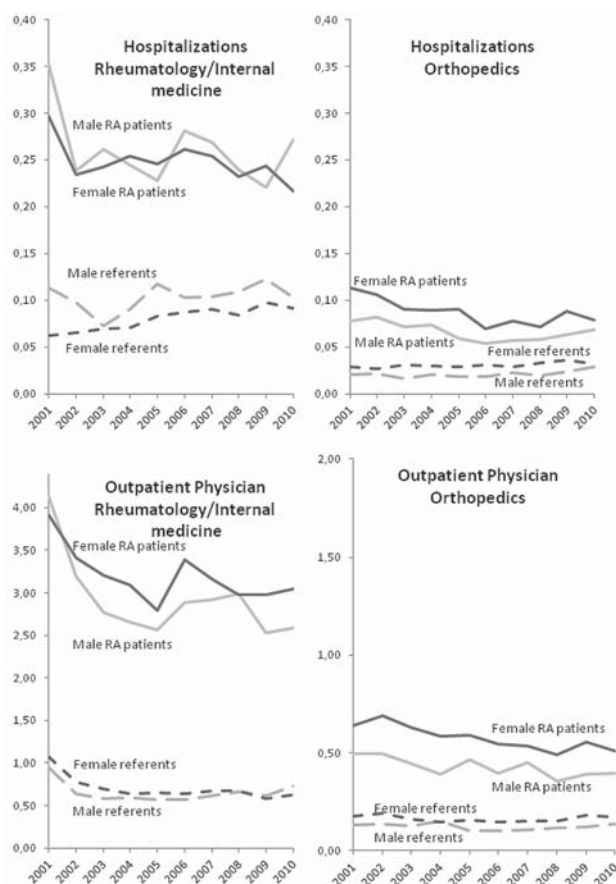 Hospitalizations
Rheumatology/Internal
medicine
0,40
0,35
0,30
0,25
0,20
0,15
0,10
0,05
0,00
Male RA patients
Female RA patients
Male referents
Female referents
2001
2002
2003
2004
2005
2006
2007
2008
2009
2010
Hospitalizations
Orthopedics
0,40
0,35
0,30
0,25
0,20
0,15
0,10
0,05
0,00
Female RA patients
Male RA patients
Female referents
Male referents
2001
2002
2003
2004
2005
2006
2007
2008
2009
2010
Outpatient Physician
Rheumatology/Internal
medicine
4,00
3,50
3,00
2,50
2,00
1,50
1,00
0,50
0,00
Female RA patients
Male RA patients
Female referents
Male referents
2001
2002
2003
2004
2005
2006
2007
2008
2009
2010
Outpatient Physician
Orthopedics
2,00
1,50
1,00
0,50
0,00
Female RA patients
Male RA patients
Female referents
Male referents
2001
2002
2003
2004
2005
2006
2007
2008
2009
2010